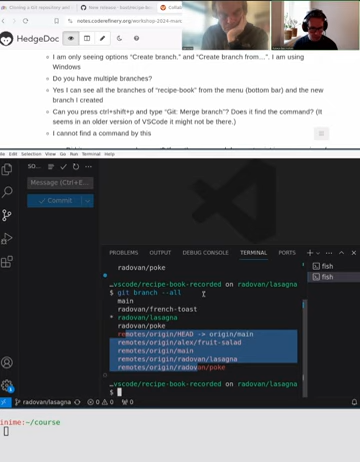 Cloning a Git repository and
New release
Collab
notes.coderefinery.org/workshop-2024-mar
HedgeDoc
I am only seeing options "Create branch." and "Create branch from…". I am using
Windows
Do you have multiple branches?
Yes I can see all the branches of "recipe-book" from the menu (bottom bar) and the new
branch I created
Can you press ctrl+shift+p and type "Git: Merge branch"? Does it find the command? (It
seems in an older version of VSCode it might not be there.)
I cannot find a command by this
File Edit Selection View Go Run Terminal Help
SO...
Message (Ctrl+E...
Commit
PROBLEMS OUTPUT DEBUG CONSOLE TERMINAL PORTS
fish
fish
radovan/poke
…vscode/recipe-book-recorded on radovan/lasagna
$ git branch --all
main
radovan/french-toast
* radovan/lasagna
radovan/poke
remotes/origin/HEAD -> origin/main
remotes/origin/alex/fruit-salad
remotes/origin/main
remotes/origin/radovan/lasagna
remotes/origin/radovan/poke
…vscode/recipe-book-recorded on radovan/lasagna
$
radovan/lasagna 0 0 0
inime:~/course